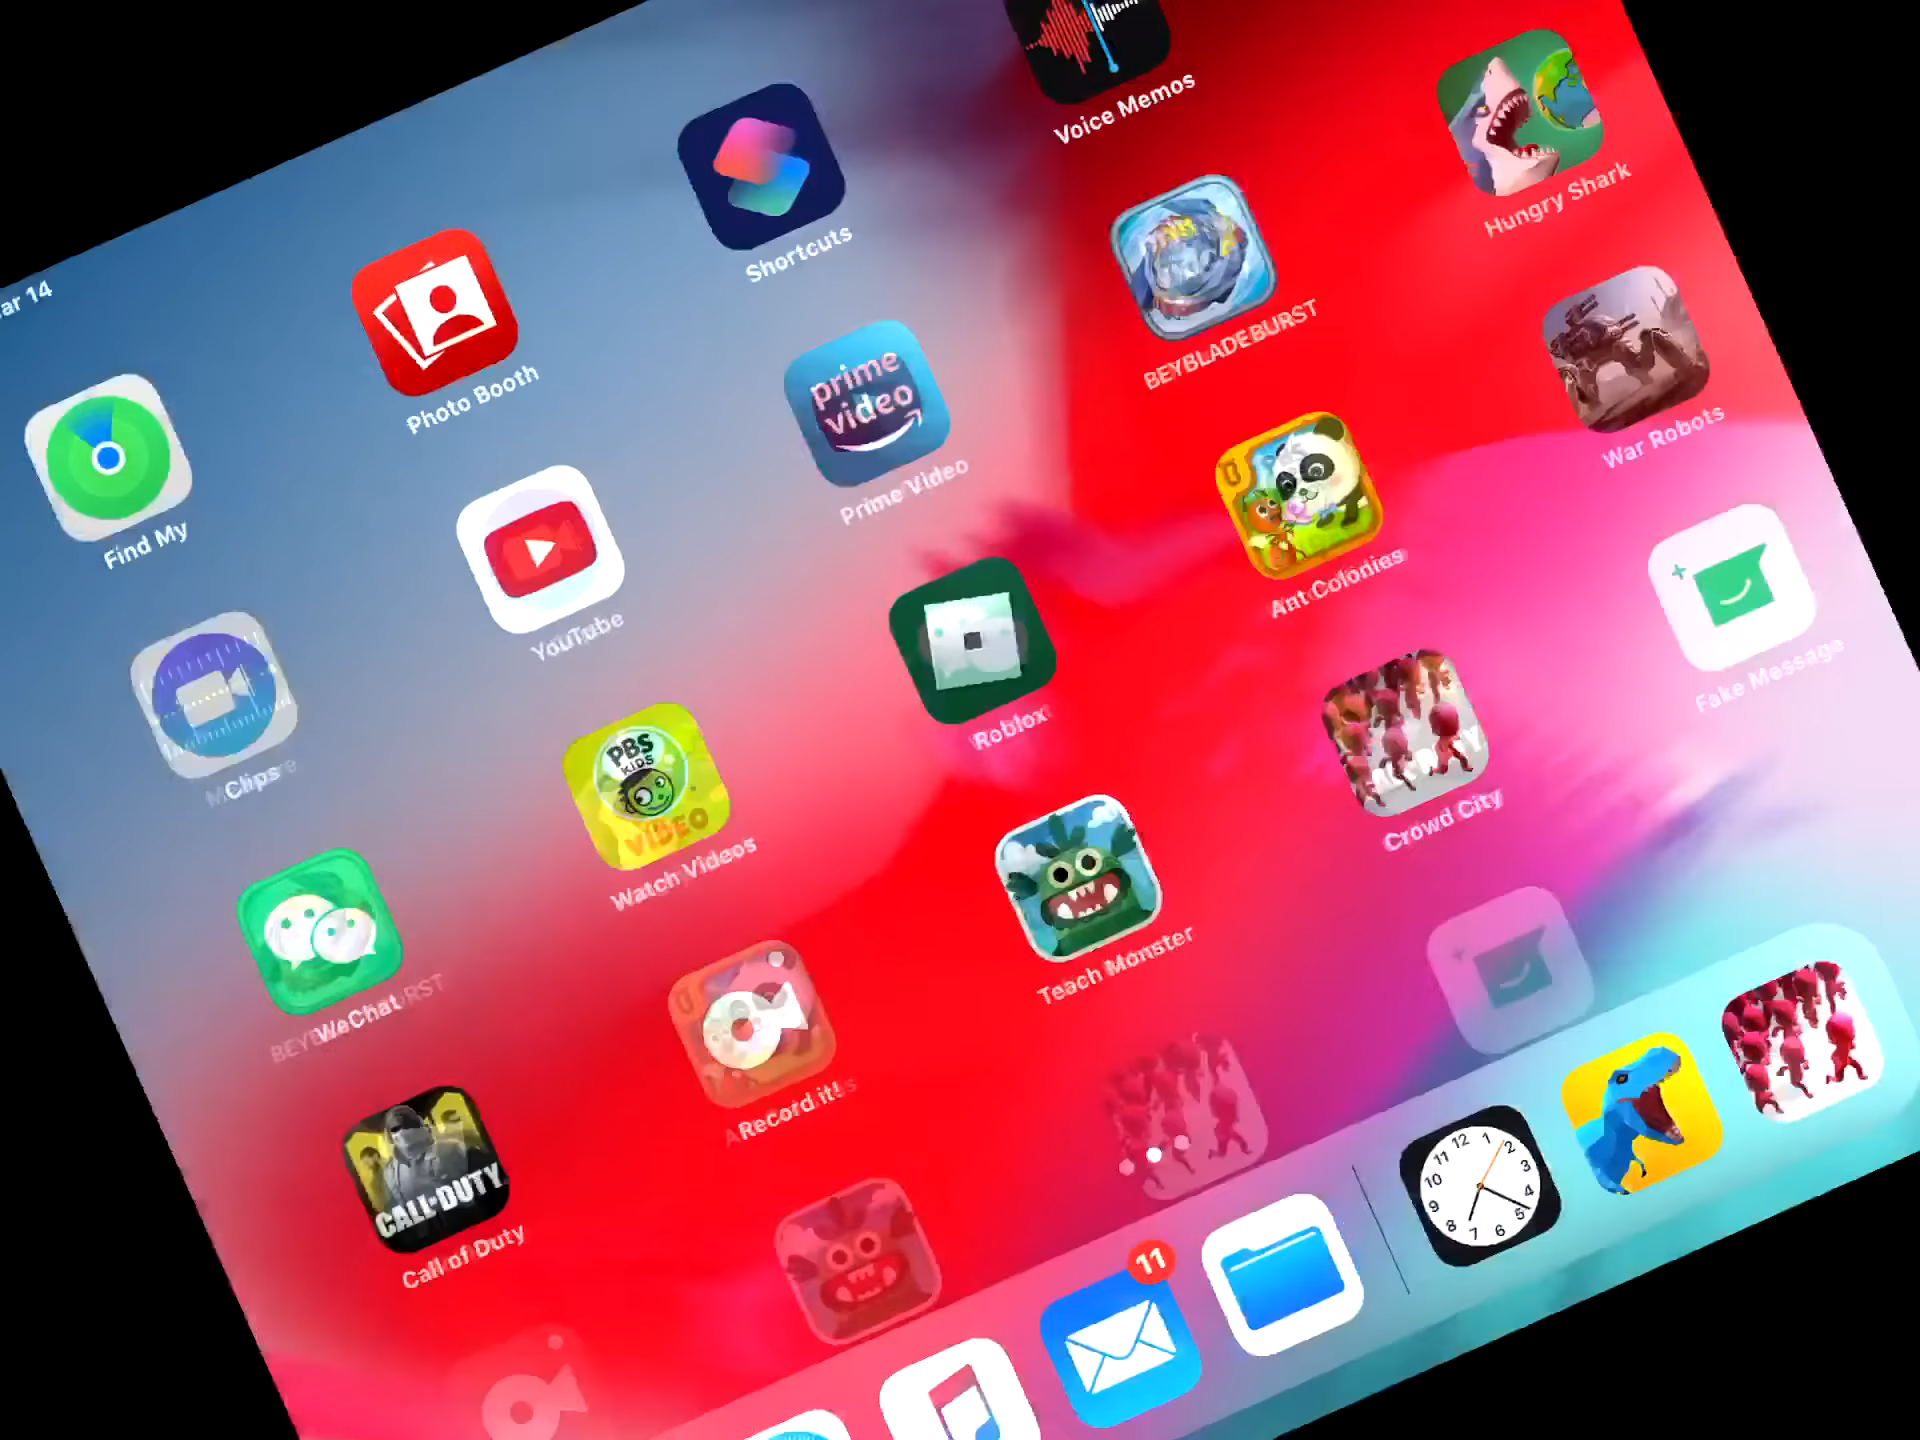 ar 14
Find My
Photo Booth
Shortcuts
Voice Memos
Clips
YouTube
prime
video
Prime Video
BEYBLADEBURST
Hungry Shark
WeChat
PBS
KIDS
VIDEO
Watch Videos
Roblox
Ant Colonies
War Robots
CALL OF DUTY
Call of Duty
Record it!
Teach Monster
Crowd City
Fake Message
11
12
1
2
3
4
5
6
7
8
9
10
11